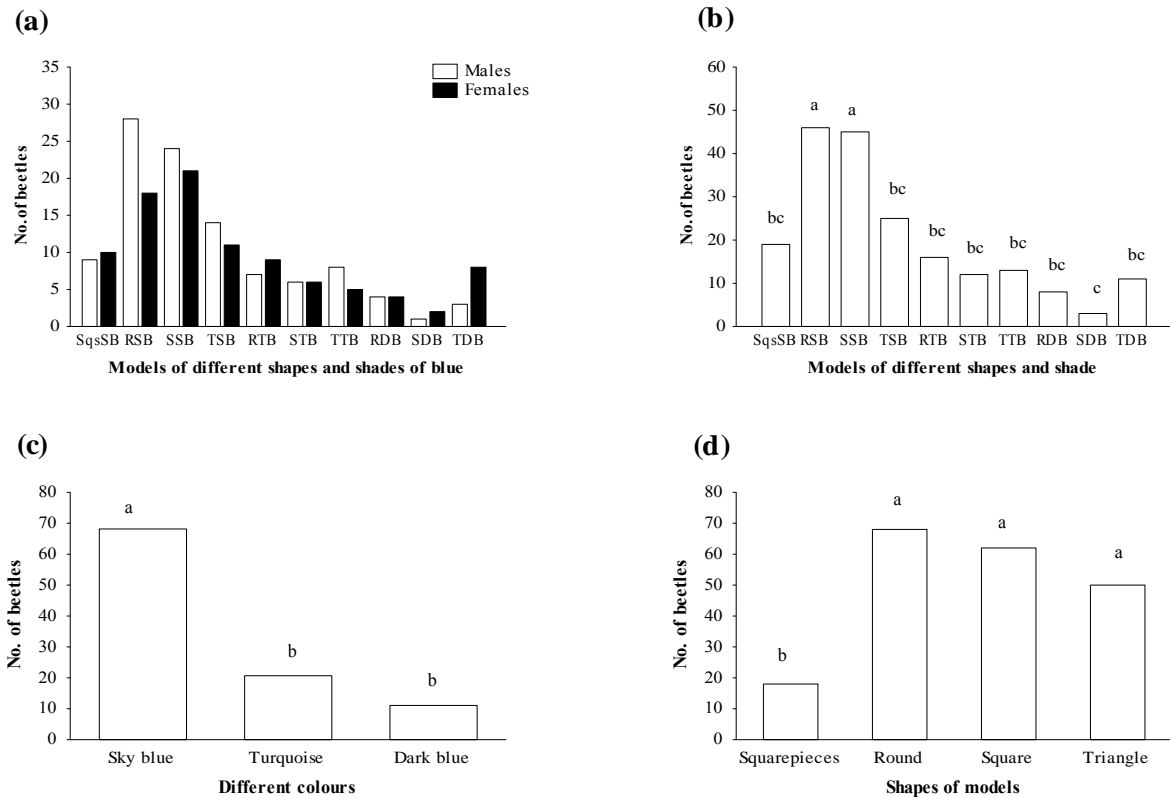 (a)
35
30
25
20
15
10
5
0
No.of beetles
Males
Females
SqsSB RSB SSB TSB RTB STB TTB RDB SDB TDB
Models of different shapes and shades of blue
(b)
60
50
40
30
20
10
0
No.of beetles
bc a a bc bc bc bc bc c bc
SqsSB RSB SSB TSB RTB STB TTB RDB SDB TDB
Models of different shapes and shade
(c)
80
70
60
50
40
30
20
10
0
No. of beetles
a b b
Sky blue Turquoise Dark blue
Different colours
(d)
80
70
60
50
40
30
20
10
0
No. of beetles
b a a a
Squarepieces Round Square Triangle
Shapes of models